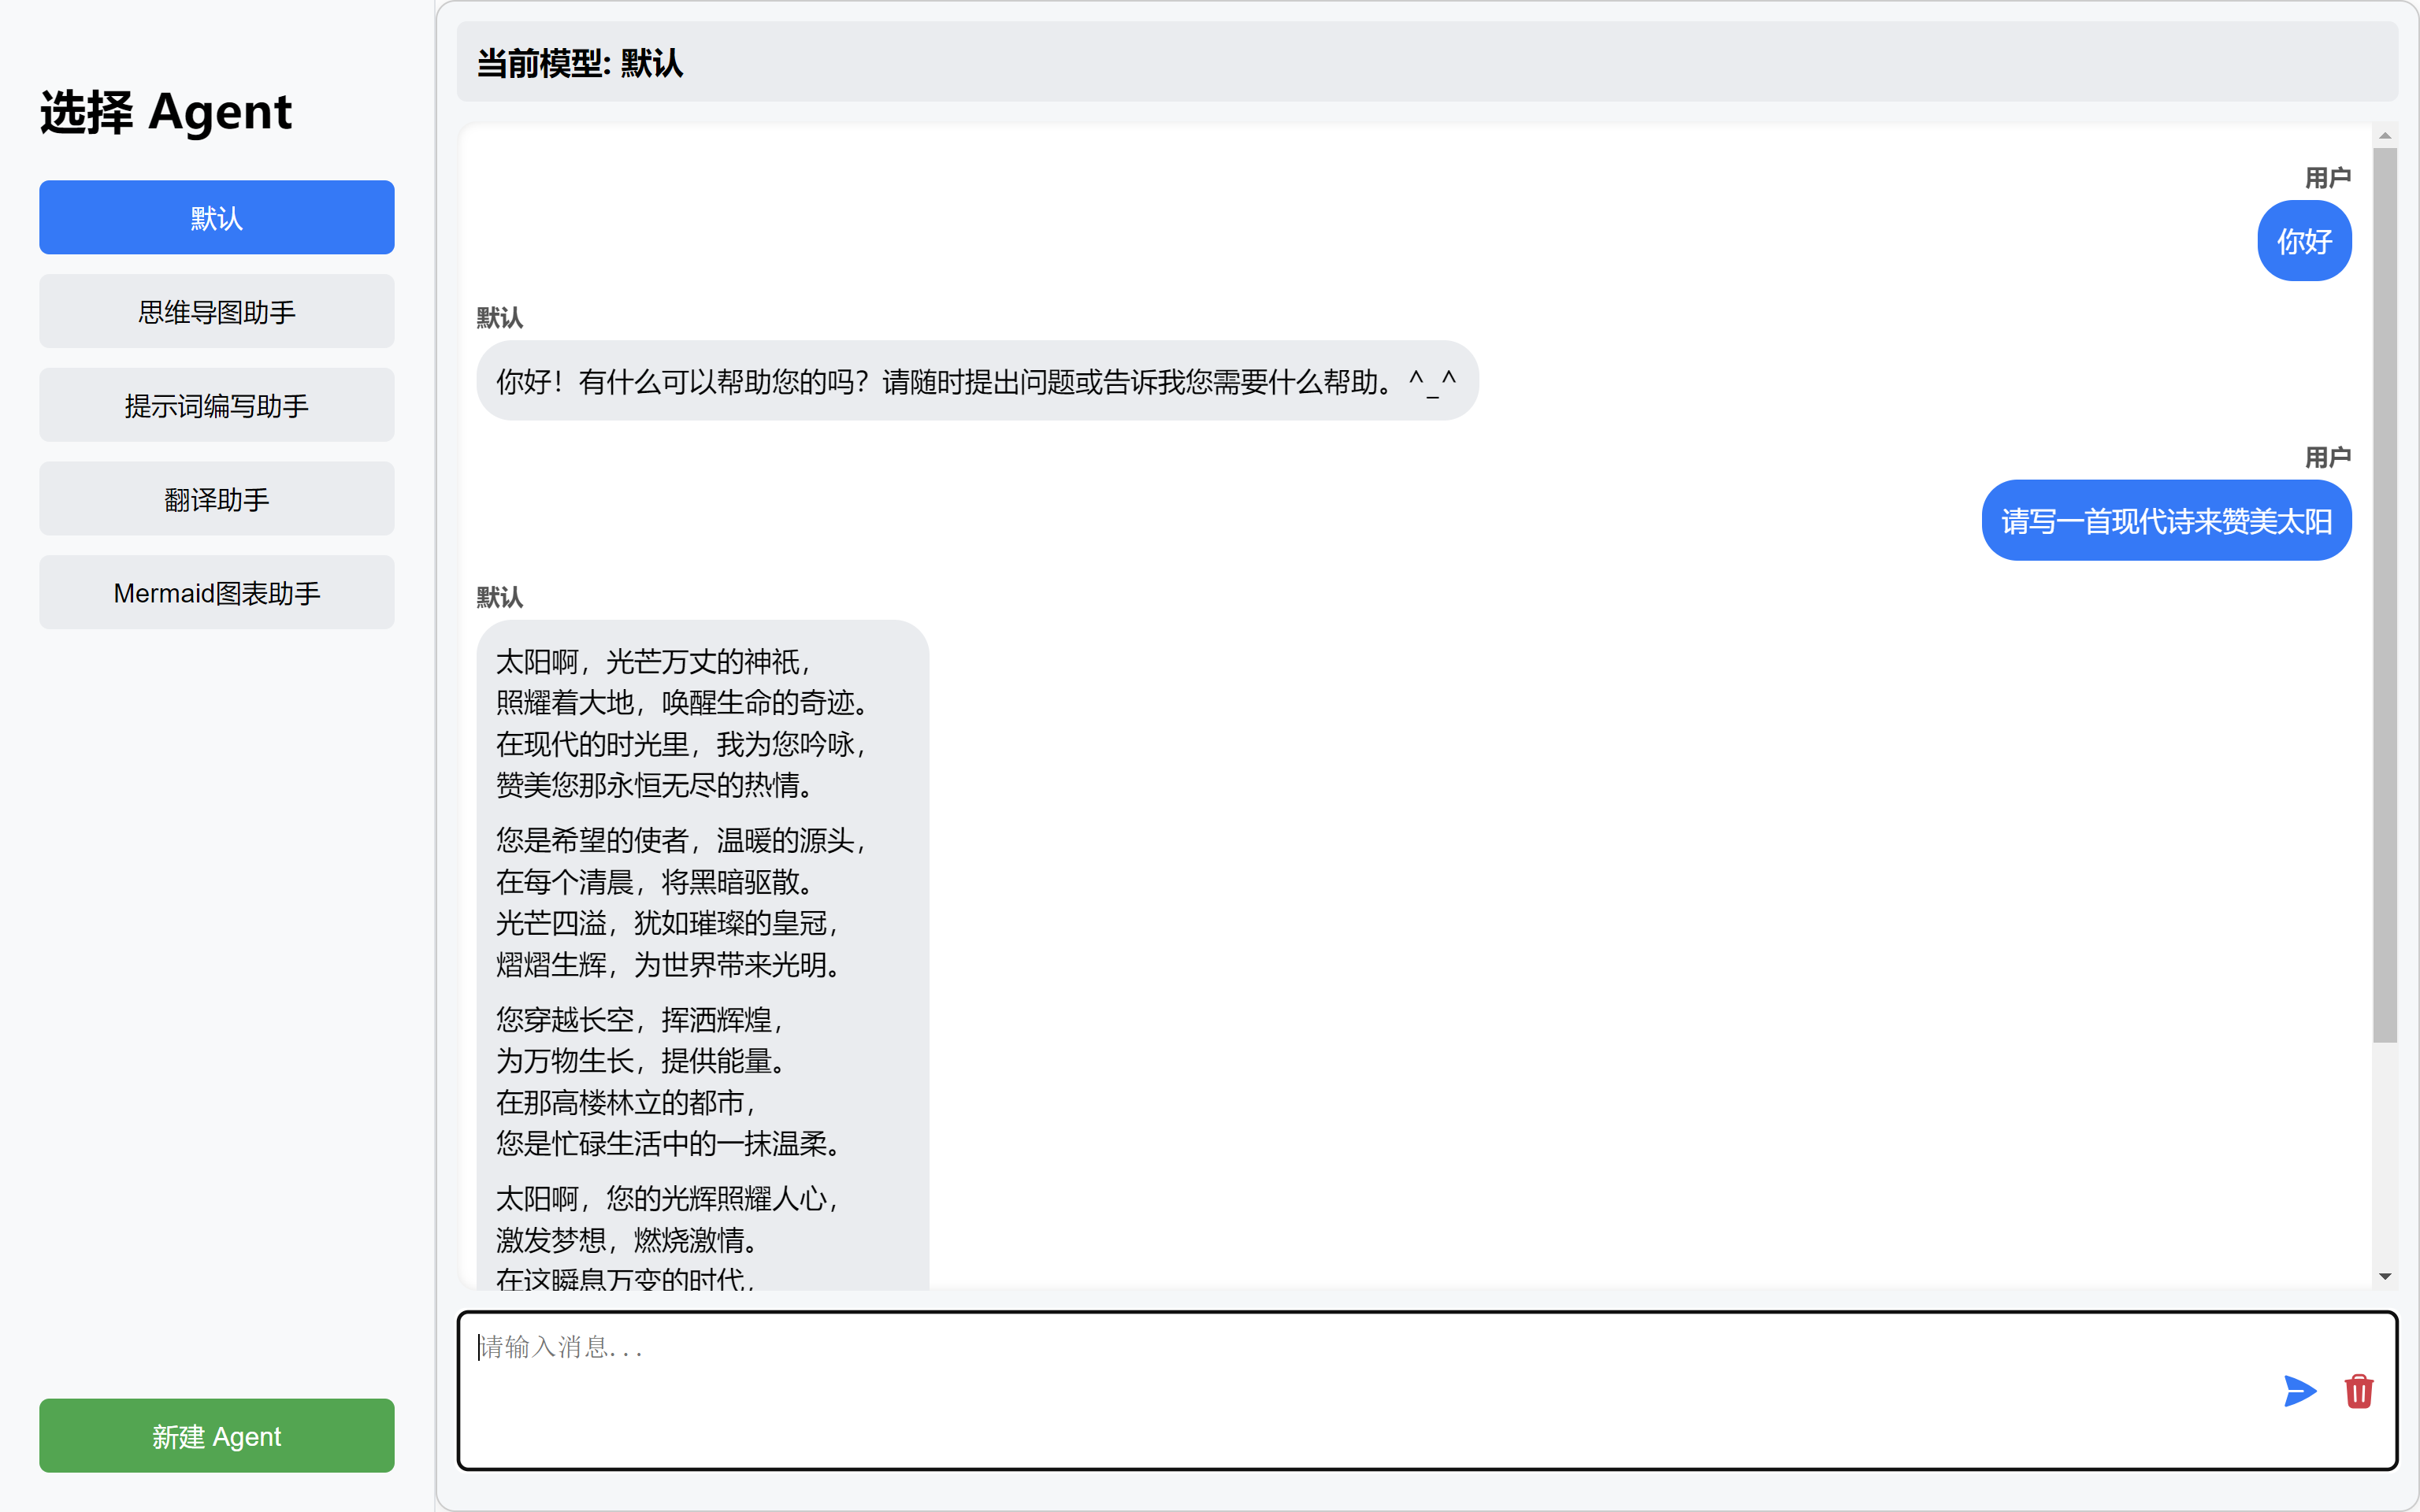 选择 Agent
默认
思维导图助手
提示词编写助手
翻译助手
Mermaid图表助手
新建 Agent
当前模型: 默认
用户
你好
默认
你好！有什么可以帮助您的吗？请随时提出问题或告诉我您需要什么帮助。^_^
用户
请写一首现代诗来赞美太阳
默认
太阳啊，光芒万丈的神祇，
照耀着大地，唤醒生命的奇迹。
在现代的时光里，我为您吟咏，
赞美您那永恒无尽的热情。
您是希望的使者，温暖的源头，
在每个清晨，将黑暗驱散。
光芒四溢，犹如璀璨的皇冠，
熠熠生辉，为世界带来光明。
您穿越长空，挥洒辉煌，
为万物生长，提供能量。
在那高楼林立的都市，
您是忙碌生活中的一抹温柔。
太阳啊，您的光辉照耀人心，
激发梦想，燃烧激情。
在这瞬息万变的时代，
请输入消息...